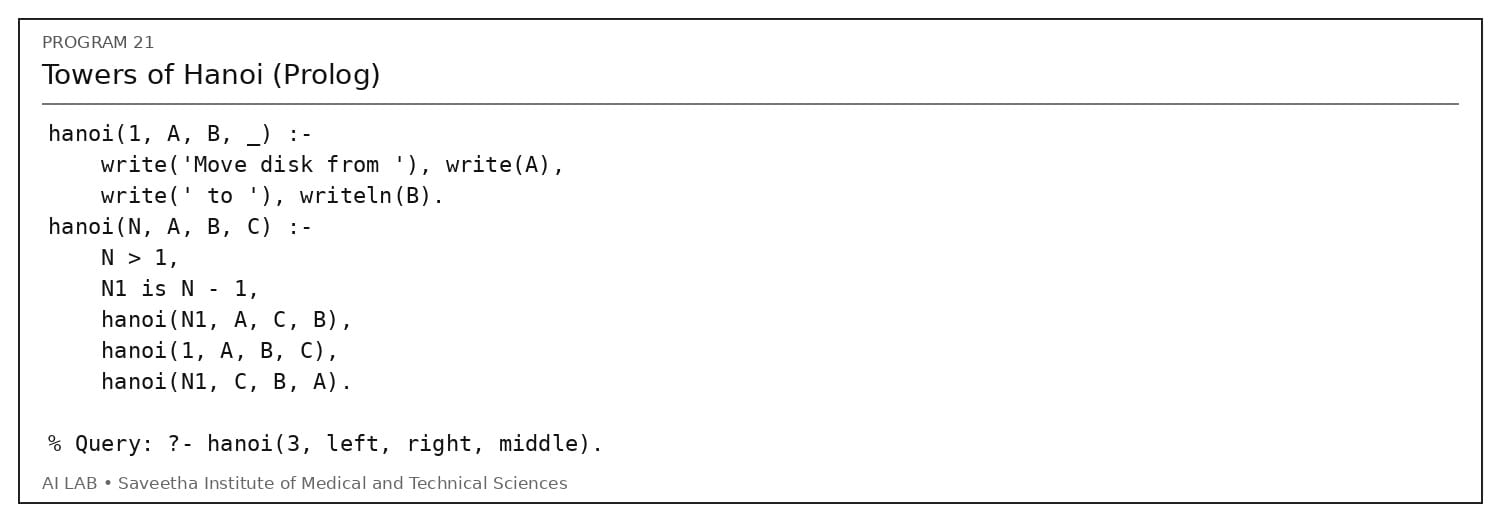 PROGRAM 21
Towers of Hanoi (Prolog)
hanoi(1, A, B, _) :-
    write('Move disk from '), write(A),
    write(' to '), writeln(B).
hanoi(N, A, B, C) :-
    N > 1,
    N1 is N - 1,
    hanoi(N1, A, C, B),
    hanoi(1, A, B, C),
    hanoi(N1, C, B, A).

% Query: ?- hanoi(3, left, right, middle).
AI LAB • Saveetha Institute of Medical and Technical Sciences